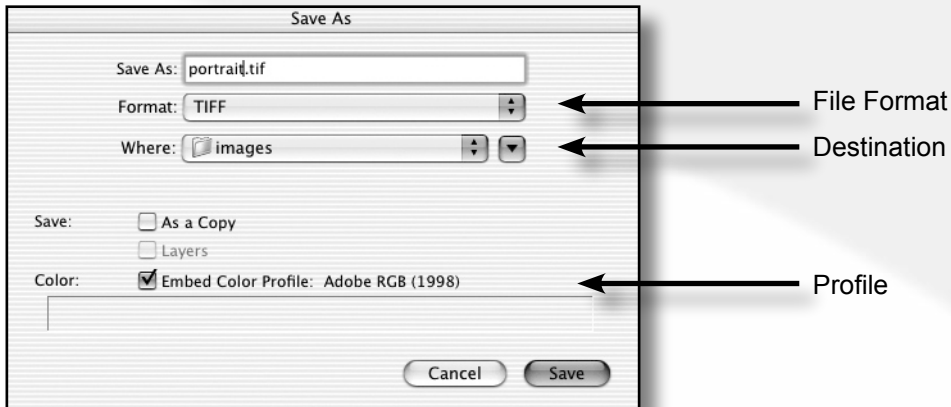 Save As
Save As: portrait.tif
Format: TIFF
File Format
Where: images
Destination
Save: As a Copy
Layers
Color: Embed Color Profile: Adobe RGB (1998)
Profile
Cancel Save